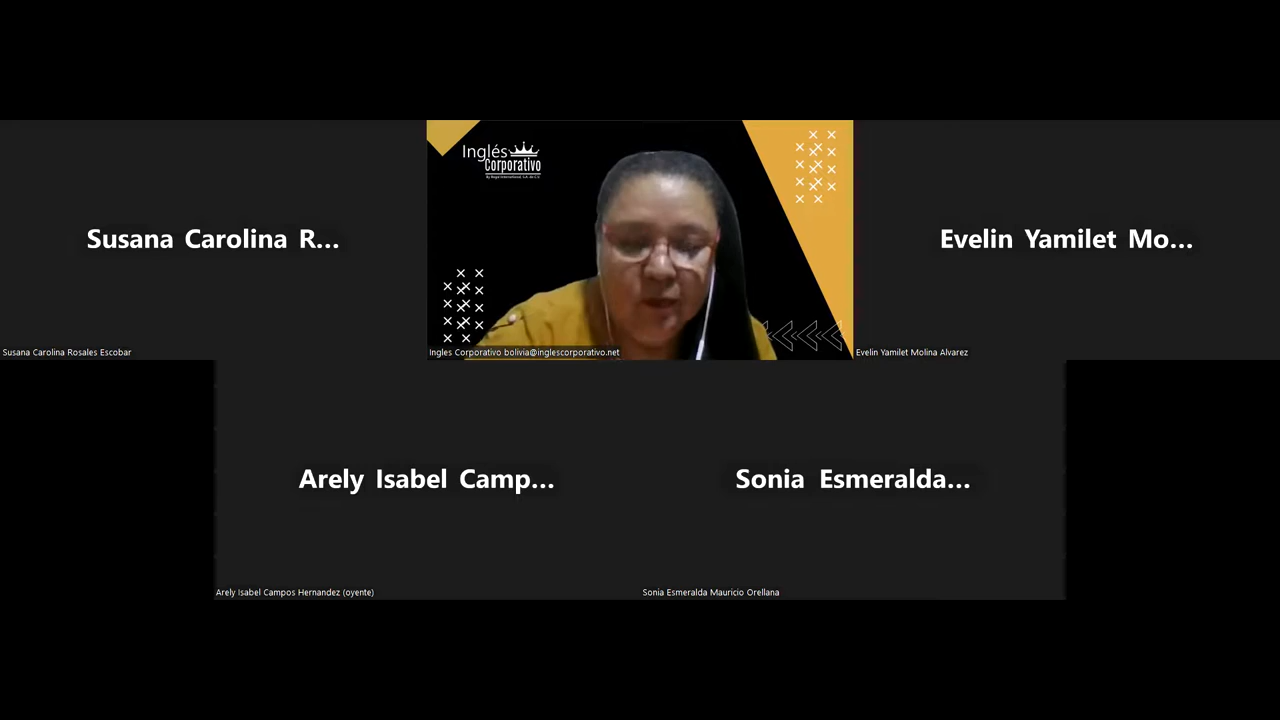 Susana Carolina R...
Susana Carolina Rosales Escobar
Inglés
Corporativo
Ingles Corporativo bolivia@inglescorporativo.net
Evelin Yamilet Mo...
Evelin Yamilet Molina Alvarez
Arely Isabel Camp...
Arely Isabel Campos Hernandez (oyente)
Sonia Esmeralda...
Sonia Esmeralda Mauricio Orellana